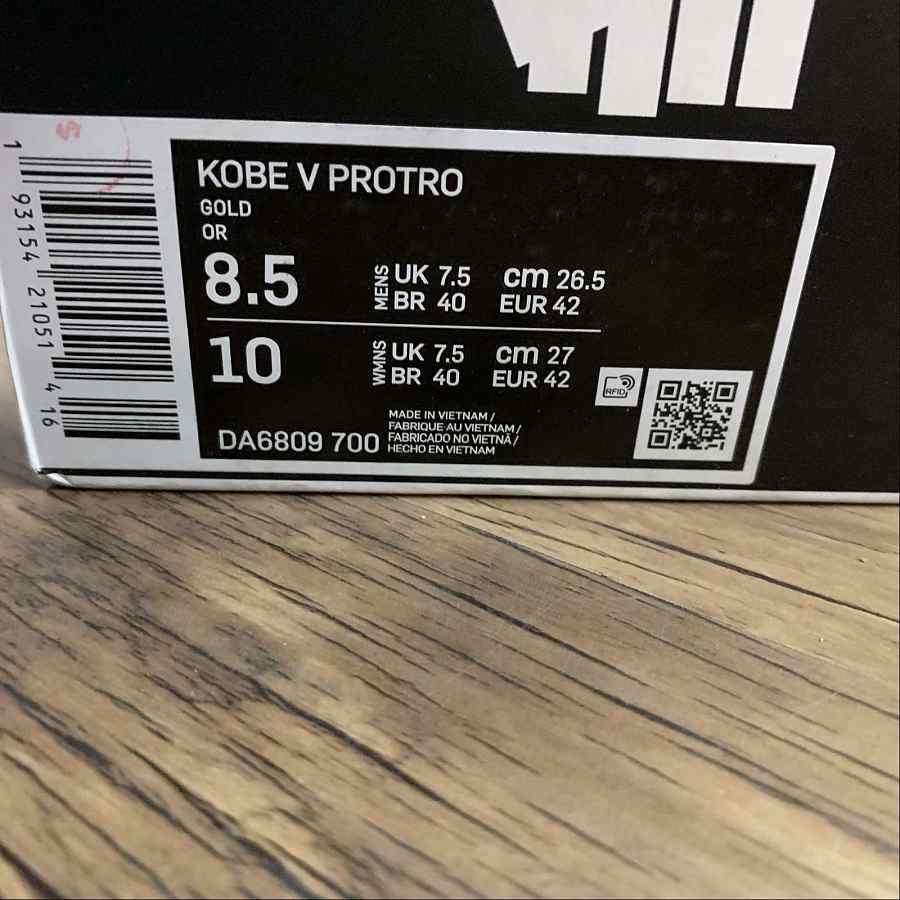 KOBE V PROTRO
GOLD
OR
8.5 MENS UK 7.5 cm 26.5
BR 40 EUR 42
10 WMNS UK 7.5 cm 27
BR 40 EUR 42
RFID
DA6809 700
MADE IN VIETNAM /
FABRIQUE AU VIETNAM /
FABRICADO NO VIETNÃ /
HECHO EN VIETNAM
1 93154 21051 4 16
S